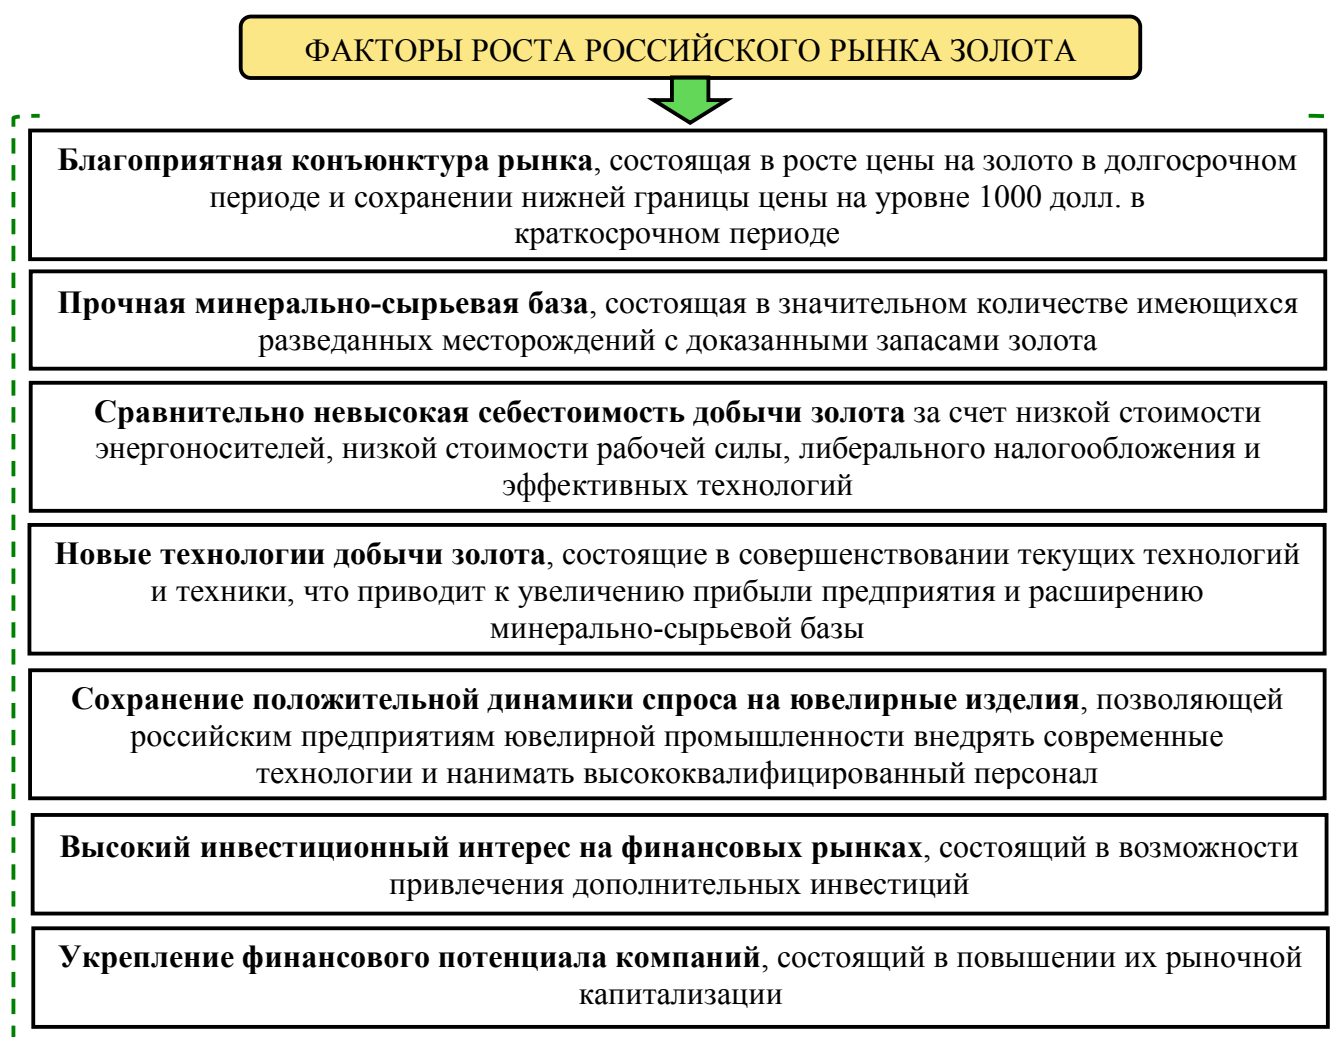 ФАКТОРЫ РОСТА РОССИЙСКОГО РЫНКА ЗОЛОТА
Благоприятная конъюнктура рынка, состоящая в росте цены на золото в долгосрочном
периоде и сохранении нижней границы цены на уровне 1000 долл. в
краткосрочном периоде
Прочная минерально-сырьевая база, состоящая в значительном количестве имеющихся
разведанных месторождений с доказанными запасами золота
Сравнительно невысокая себестоимость добычи золота за счет низкой стоимости
энергоносителей, низкой стоимости рабочей силы, либерального налогообложения и
эффективных технологий
Новые технологии добычи золота, состоящие в совершенствовании текущих технологий
и техники, что приводит к увеличению прибыли предприятия и расширению
минерально-сырьевой базы
Сохранение положительной динамики спроса на ювелирные изделия, позволяющей
российским предприятиям ювелирной промышленности внедрять современные
технологии и нанимать высококвалифицированный персонал
Высокий инвестиционный интерес на финансовых рынках, состоящий в возможности
привлечения дополнительных инвестиций
Укрепление финансового потенциала компаний, состоящий в повышении их рыночной
капитализации